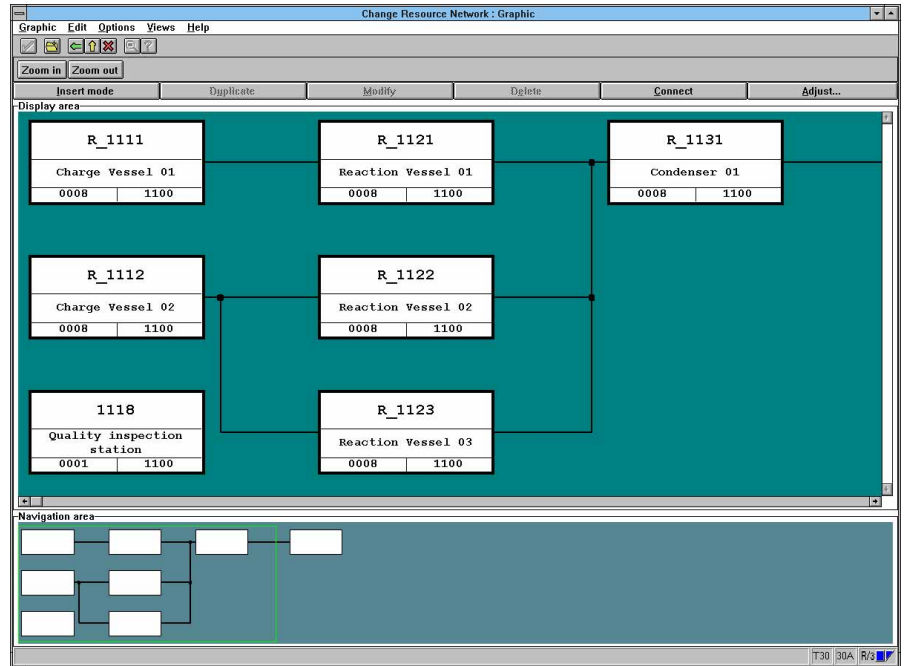 Change Resource Network : Graphic
Graphic Edit Options Views Help
Zoom in Zoom out
Insert mode Duplicate Modify Delete Connect Adjust...
Display area
R_1111 R_1121 R_1131
Charge Vessel 01 Reaction Vessel 01 Condenser 01
0008 1100 0008 1100 0008 1100
R_1112 R_1122
Charge Vessel 02 Reaction Vessel 02
0008 1100 0008 1100
1118 R_1123
Quality inspection
station Reaction Vessel 03
0001 1100 0008 1100
Navigation area
T30 30A R/3